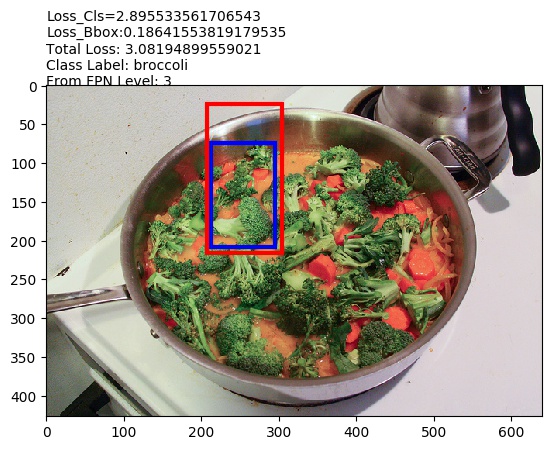 Loss_Cls=2.895533561706543
Loss_Bbox:0.18641553819179535
Total Loss: 3.08194899559021
Class Label: broccoli
From FPN Level: 3
0
50
100
150
200
250
300
350
400
0 100 200 300 400 500 600